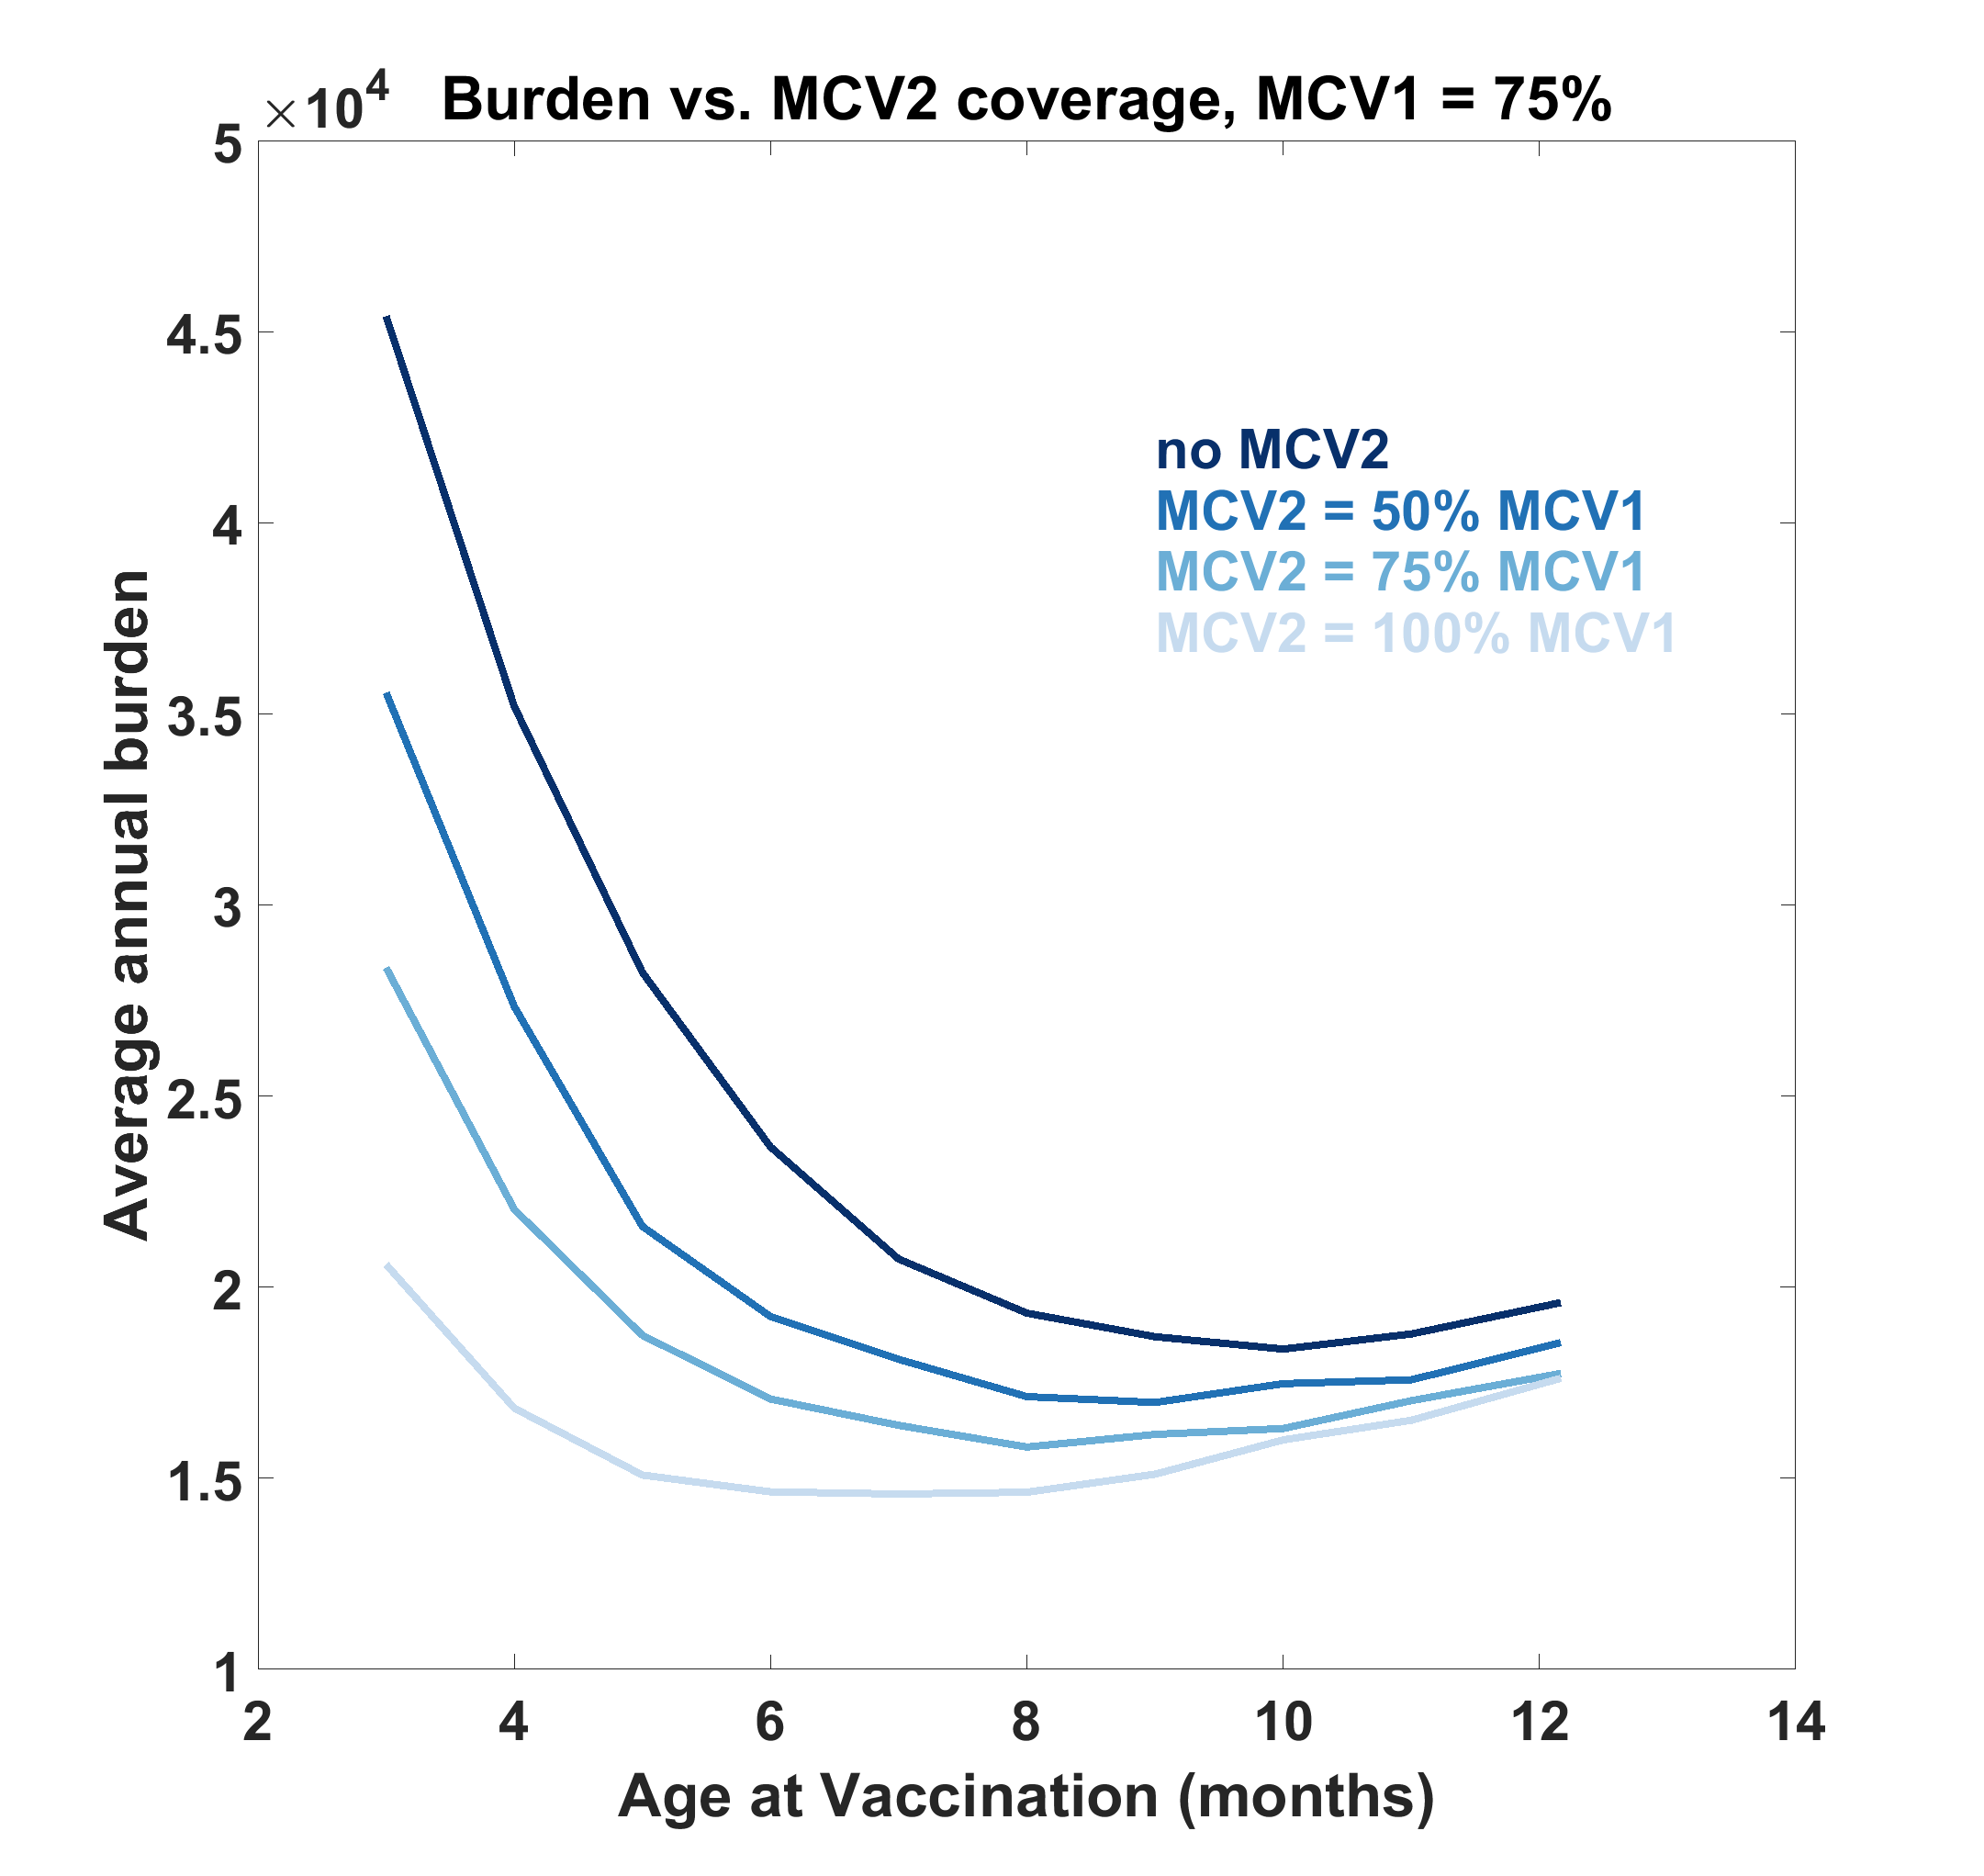 ×10⁴
Burden vs. MCV2 coverage, MCV1 = 75%
5
4.5
4
3.5
3
2.5
2
1.5
1
Average annual burden
no MCV2
MCV2 = 50% MCV1
MCV2 = 75% MCV1
MCV2 = 100% MCV1
2 4 6 8 10 12 14
Age at Vaccination (months)